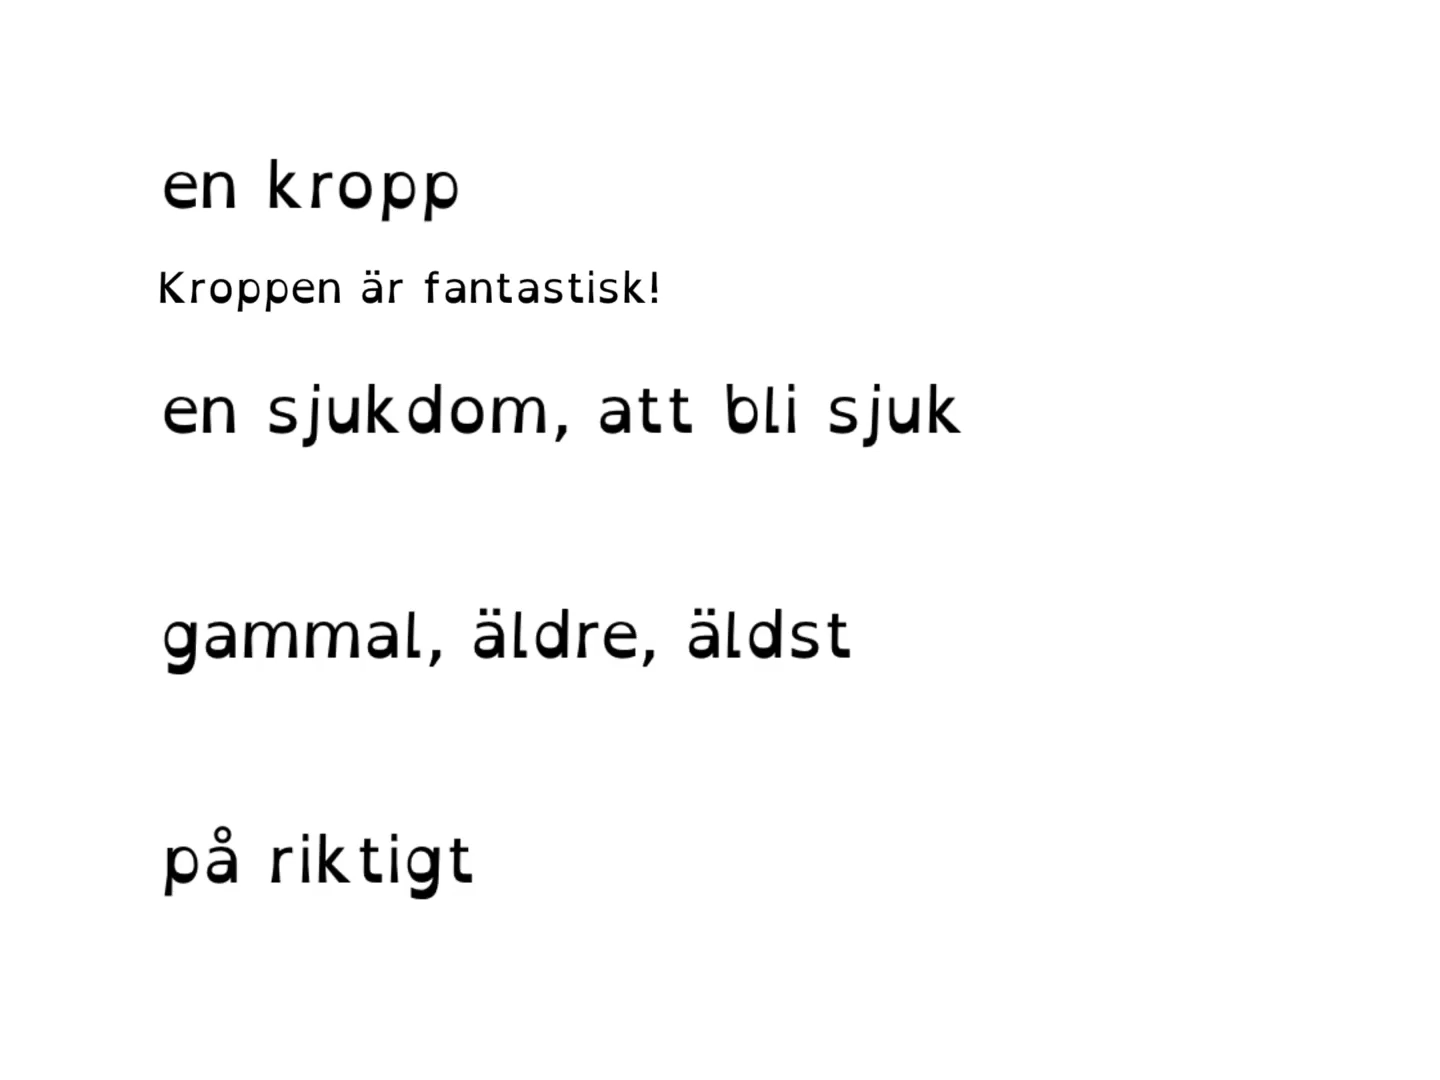 en kropp
Kroppen är fantastisk!
en sjukdom, att bli sjuk
gammal, äldre, äldst
på riktigt